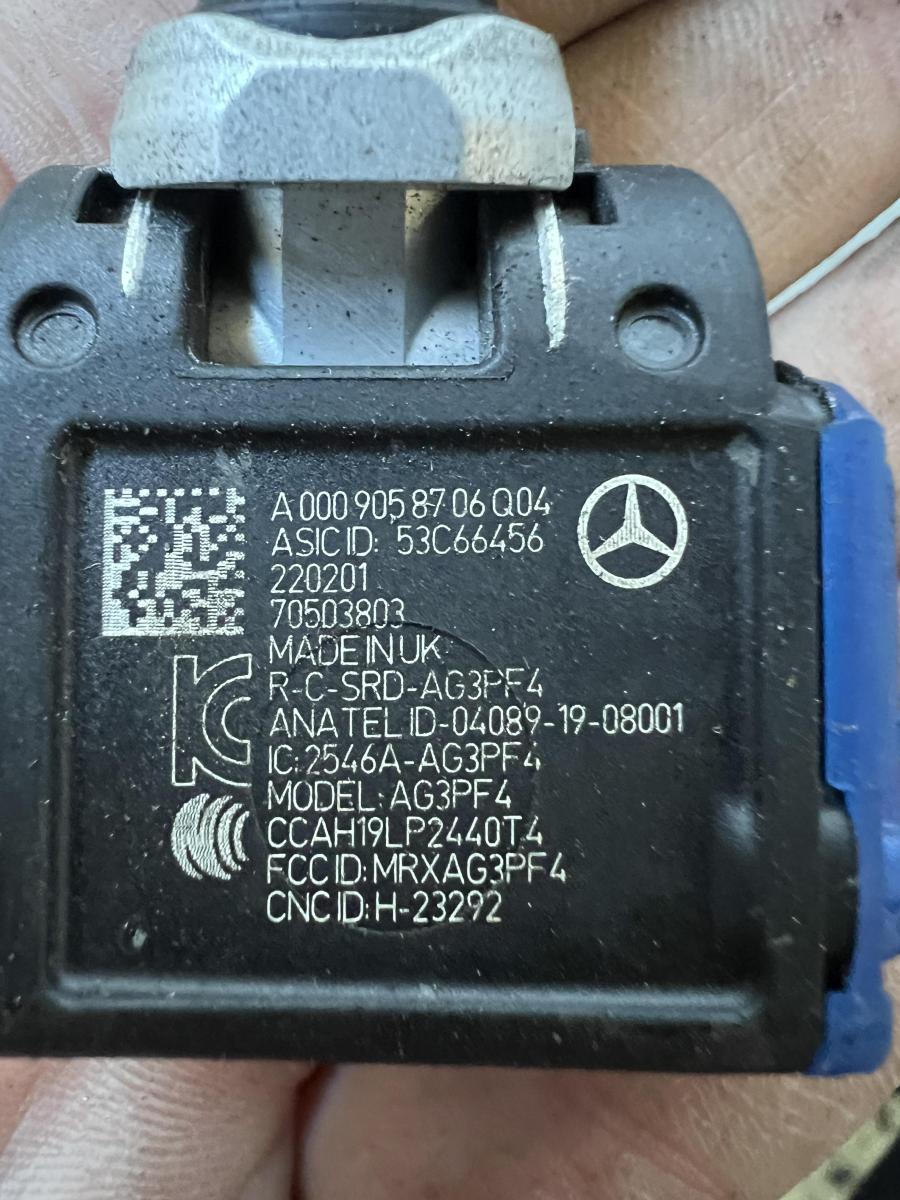 A 000 905 87 06 Q04
ASIC ID: 53C66456
220201
70503803
MADE IN UK
R-C-SRD-AG3PF4
ANATEL ID-04089-19-08001
IC: 2546A-AG3PF4
MODEL: AG3PF4
CCAH19LP2440T4
FCC ID: MRXAG3PF4
CNC ID: H-23292